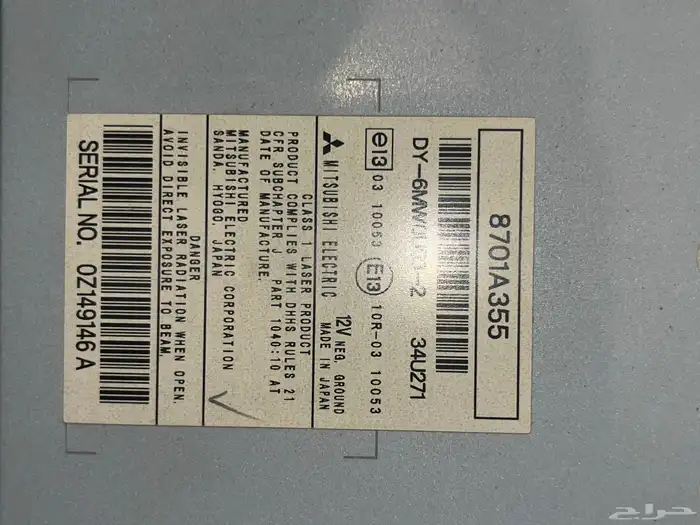 8701A355
34U271
e13 03 10053 E13 10R-03 10053
MITSUBISHI ELECTRIC 12V NEG. GROUND
MADE IN JAPAN
CLASS 1 LASER PRODUCT
PRODUCT COMPLIES WITH DHHS RULES 21
CFR SUBCHAPTER J PART 1040:10 AT
DATE OF MANUFACTURE.
MANUFACTURED
MITSUBISHI ELECTRIC CORPORATION
SANDA, HYOGO, JAPAN
DANGER
INVISIBLE LASER RADIATION WHEN OPEN.
AVOID DIRECT EXPOSURE TO BEAM.
SERIAL NO. 0Z149146 A
حراج